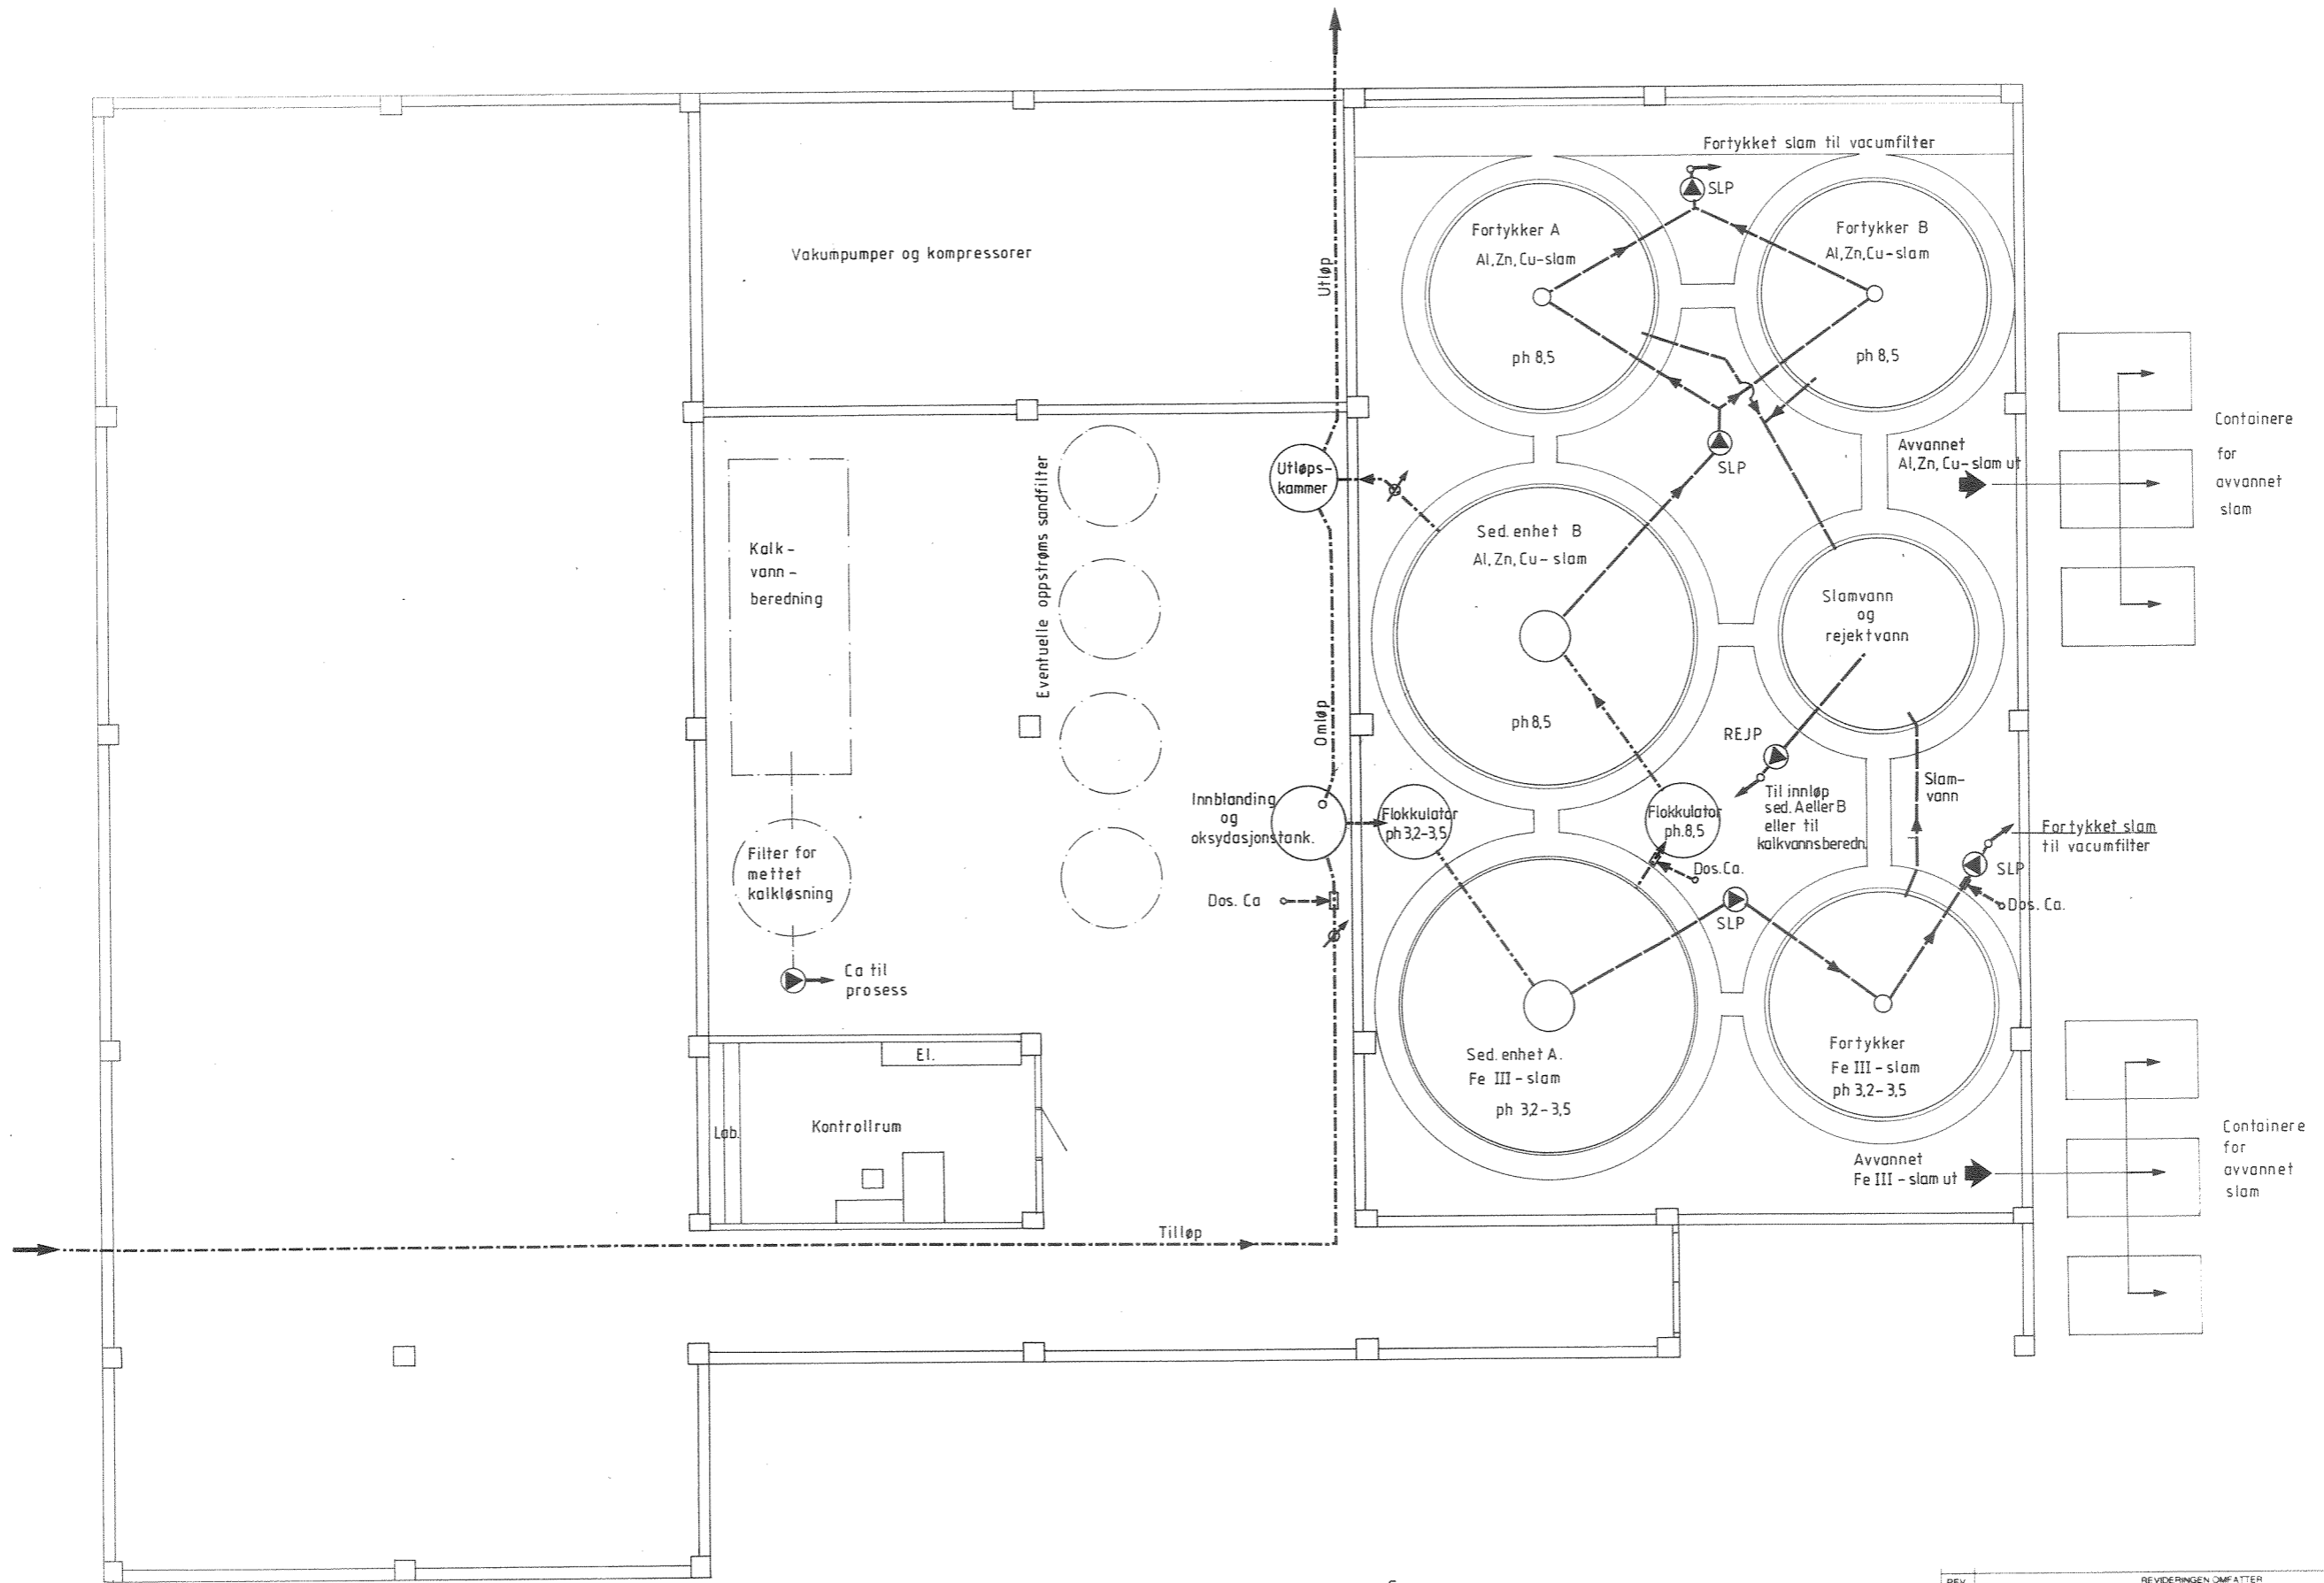 Fortykket slam til vacumfilter
SLP
Fortykker A
Al,Zn,Cu-slam
ph 8,5
Fortykker B
Al,Zn,Cu-slam
ph 8,5
Vakumpumper og kompressorer
Utløp
SLP
Avvannet
Al,Zn,Cu-slam ut
Containere
for
avvannet
slam
Utløps-
kammer
Eventuelle oppstrøms sandfilter
Kalk-
vann-
beredning
Sed. enhet B
Al,Zn,Cu-slam
ph 8,5
Slamvann
og
rejektvann
Omløp
REJP
Til innløp
sed. A eller B
eller til
kalkvannsberedn.
Slam-
vann
Innblanding
og
oksydasjonstank.
Flokkulator
ph 3,2-3,5
Flokkulator
ph. 8,5
Dos. Ca.
Fortykket slam
til vacumfilter
SLP
Dos. Ca.
Filter for
mettet
kalkløsning
Dos. Ca
SLP
Ca til
prosess
El.
Lab.
Kontrollrum
Sed. enhet A.
Fe III - slam
ph 3,2-3,5
Fortykker
Fe III - slam
ph 3,2-3,5
Avvannet
Fe III - slam ut
Containere
for
avvannet
slam
Tilløp
REV. REVIDERINGEN OMFATTER